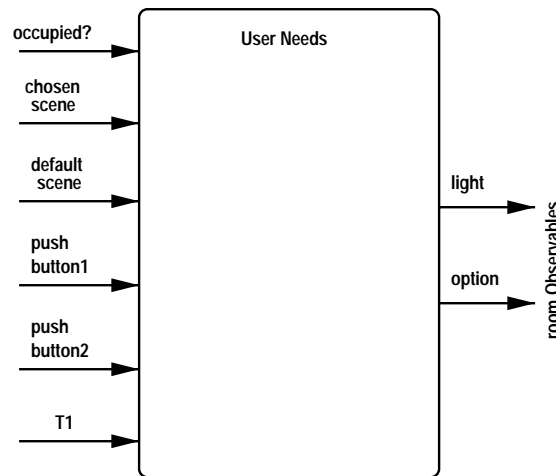 occupied?
User Needs
chosen
scene
default
scene
push
button1
push
button2
T1
light
option
room Observables